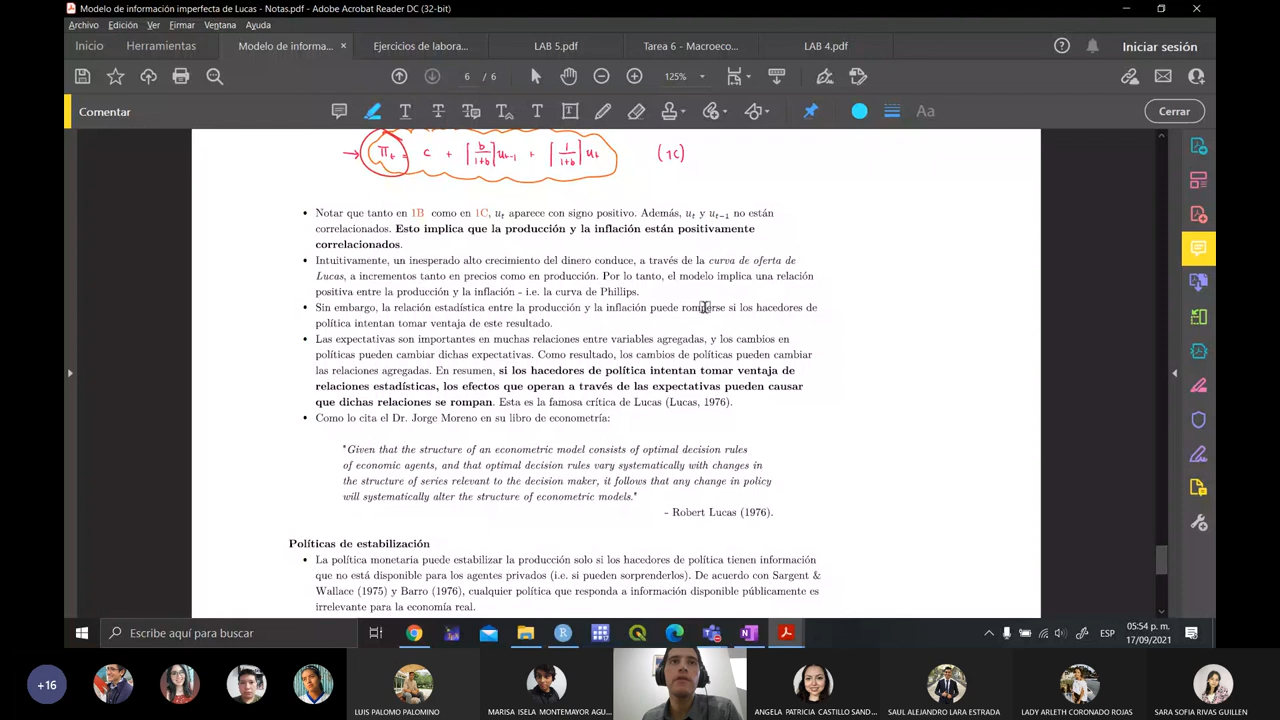 Modelo de información imperfecta de Lucas - Notas.pdf - Adobe Acrobat Reader DC (32-bit)
Archivo Edición Ver Firmar Ventana Ayuda
Inicio Herramientas Modelo de informa... × Ejercicios de labora... LAB 5.pdf Tarea 6 - Macroeco... LAB 4.pdf Iniciar sesión
6 / 6 125%
Comentar Aa Cerrar
→ Πt = c + [b/1+b] ut-1 + [1/1+b] ut (1C)
• Notar que tanto en 1B como en 1C, ut aparece con signo positivo. Además, ut y ut−1 no están
correlacionados. Esto implica que la producción y la inflación están positivamente
correlacionados.
• Intuitivamente, un inesperado alto crecimiento del dinero conduce, a través de la curva de oferta de
Lucas, a incrementos tanto en precios como en producción. Por lo tanto, el modelo implica una relación
positiva entre la producción y la inflación - i.e. la curva de Phillips.
• Sin embargo, la relación estadística entre la producción y la inflación puede romperse si los hacedores de
política intentan tomar ventaja de este resultado.
• Las expectativas son importantes en muchas relaciones entre variables agregadas, y los cambios en
políticas pueden cambiar dichas expectativas. Como resultado, los cambios de políticas pueden cambiar
las relaciones agregadas. En resumen, si los hacedores de política intentan tomar ventaja de
relaciones estadísticas, los efectos que operan a través de las expectativas pueden causar
que dichas relaciones se rompan. Esta es la famosa crítica de Lucas (Lucas, 1976).
• Como lo cita el Dr. Jorge Moreno en su libro de econometría:
"Given that the structure of an econometric model consists of optimal decision rules
of economic agents, and that optimal decision rules vary systematically with changes in
the structure of series relevant to the decision maker, it follows that any change in policy
will systematically alter the structure of econometric models."
- Robert Lucas (1976).
Políticas de estabilización
• La política monetaria puede estabilizar la producción solo si los hacedores de política tienen información
que no está disponible para los agentes privados (i.e. si pueden sorprenderlos). De acuerdo con Sargent &
Wallace (1975) y Barro (1976), cualquier política que responda a información disponible públicamente es
irrelevante para la economía real.
Escribe aquí para buscar
ESP
05:54 p. m.
17/09/2021
+16
LUIS PALOMO PALOMINO
MARISA ISELA MONTEMAYOR AGU...
ANGELA PATRICIA CASTILLO SAND...
SAUL ALEJANDRO LARA ESTRADA
LADY ARLETH CORONADO ROJAS
SARA SOFIA RIVAS GUILLEN